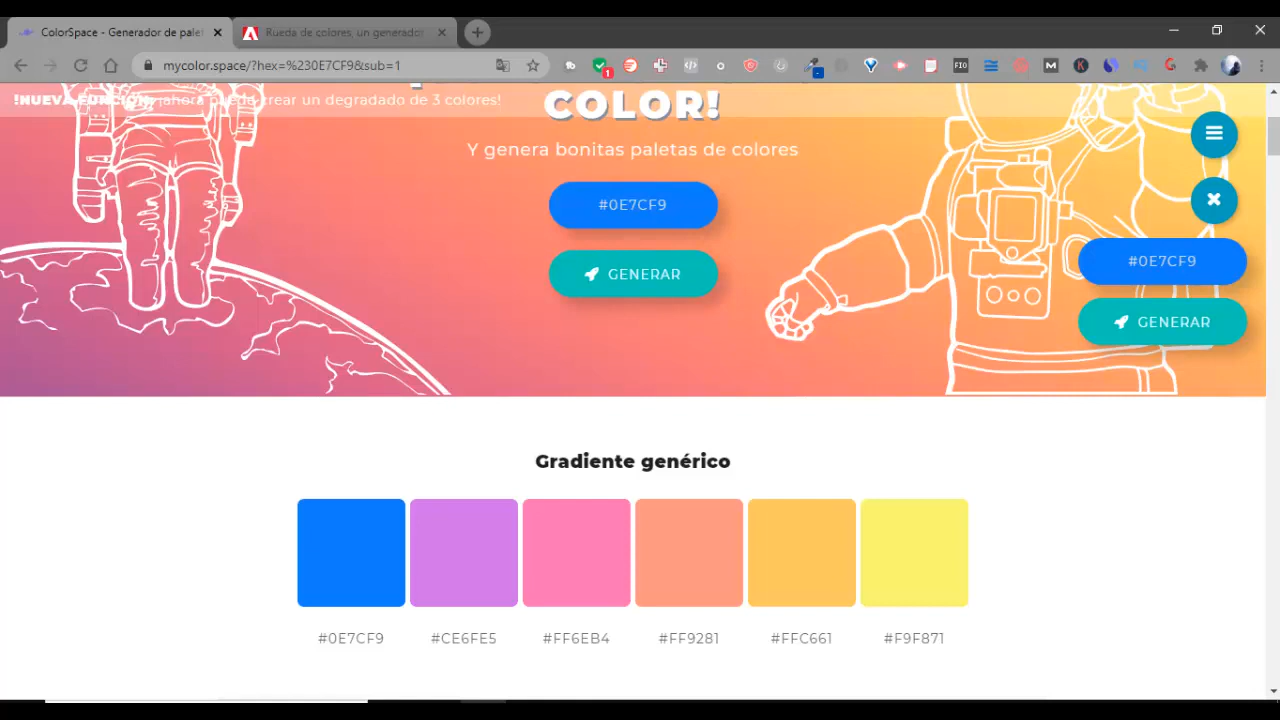 ColorSpace - Generador de palet
Rueda de colores, un generador
mycolor.space/?hex=%230E7CF9&sub=1
COLOR!
¡ahora puede crear un degradado de 3 colores!
Y genera bonitas paletas de colores
#0E7CF9
GENERAR
#0E7CF9
GENERAR
Gradiente genérico
#0E7CF9 #CE6FE5 #FF6EB4 #FF9281 #FFC661 #F9F871